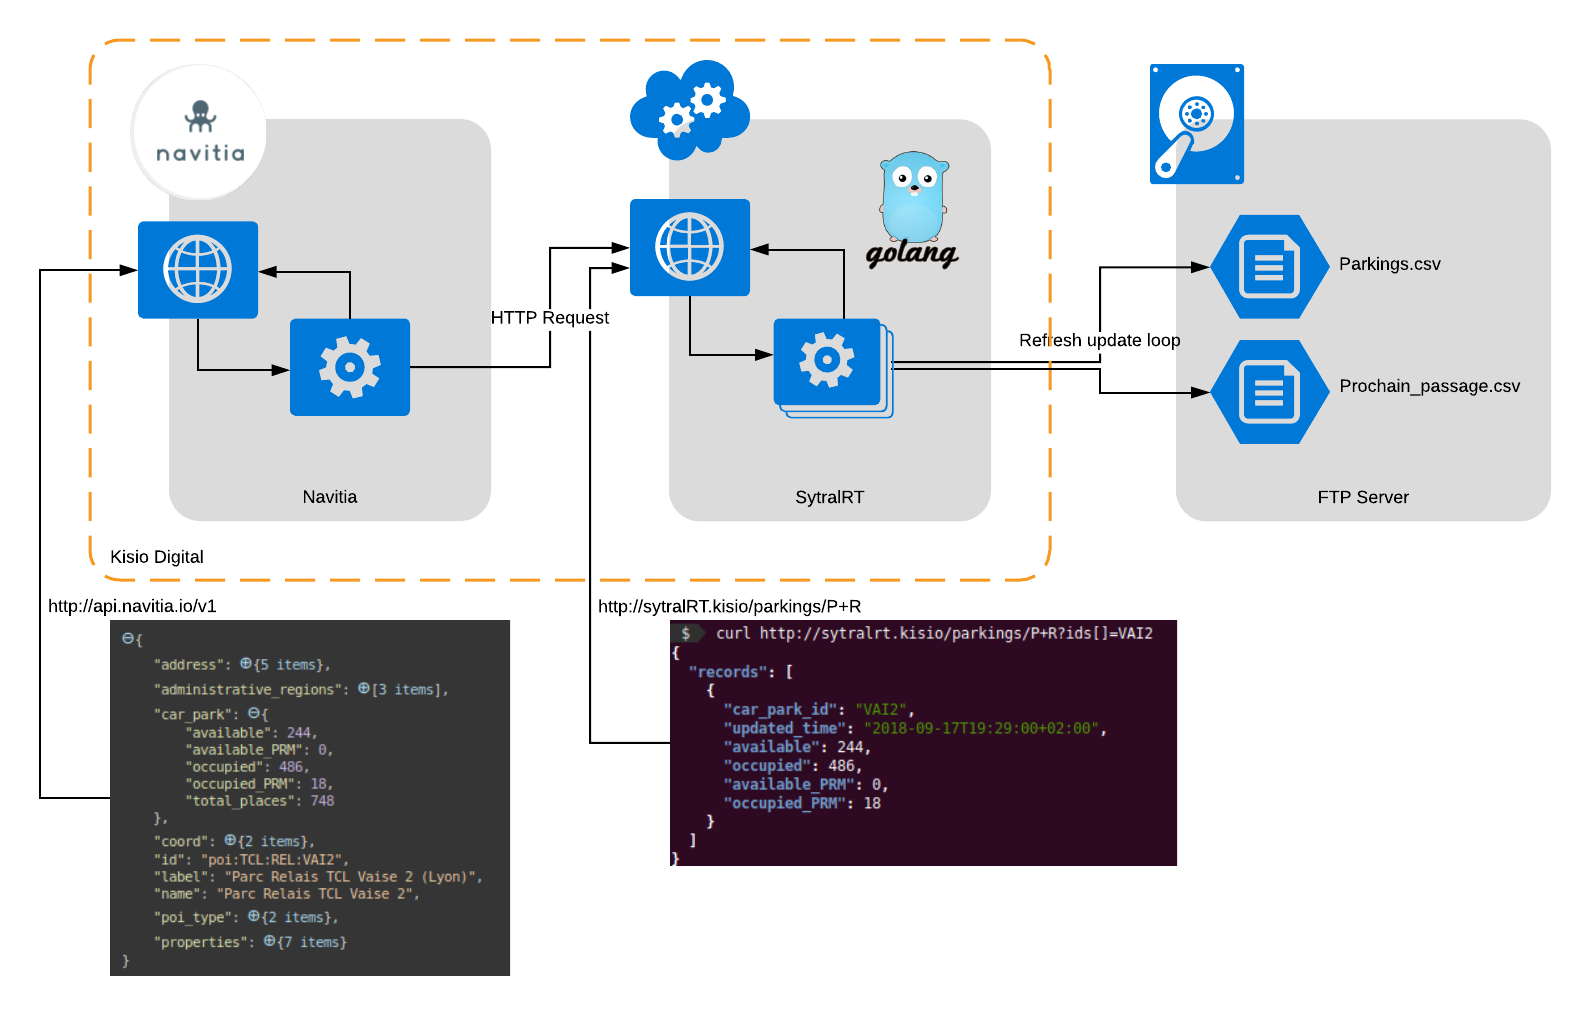 navitia
golang
HTTP Request
Refresh update loop
Parkings.csv
Prochain_passage.csv
Navitia
SytralRT
FTP Server
Kisio Digital
http://api.navitia.io/v1
⊖{
"address": ⊕{5 items},
"administrative_regions": ⊕[3 items],
"car_park": ⊖{
"available": 244,
"available_PRM": 0,
"occupied": 486,
"occupied_PRM": 18,
"total_places": 748
},
"coord": ⊕{2 items},
"id": "poi:TCL:REL:VAI2",
"label": "Parc Relais TCL Vaise 2 (Lyon)",
"name": "Parc Relais TCL Vaise 2",
"poi_type": ⊕{2 items},
"properties": ⊕{7 items}
}
http://sytralRT.kisio/parkings/P+R
$ curl http://sytralrt.kisio/parkings/P+R?ids[]=VAI2
{
"records": [
{
"car_park_id": "VAI2",
"updated_time": "2018-09-17T19:29:00+02:00",
"available": 244,
"occupied": 486,
"available_PRM": 0,
"occupied_PRM": 18
}
]
}